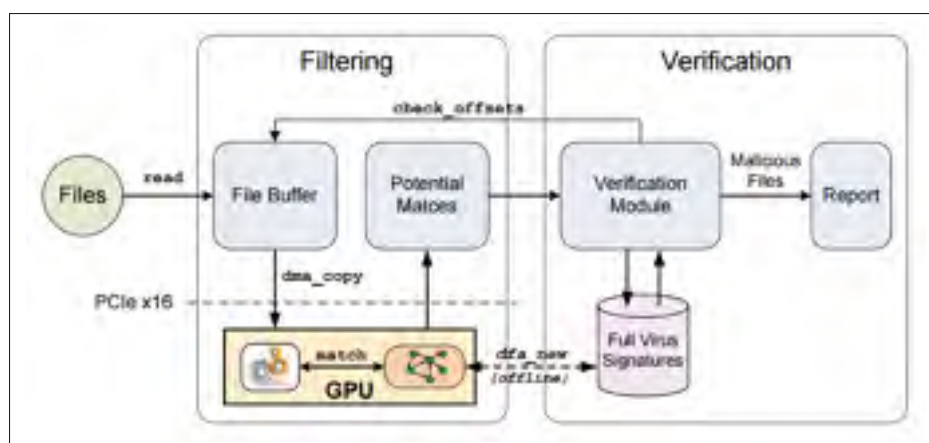 Filtering
Verification
check_offsets
Files
read
File Buffer
Potential
Matces
Verification
Module
Malicious
Files
Report
dma_copy
PCIe x16
match
GPU
dfa_new
(offline)
Full Virus
Signatures